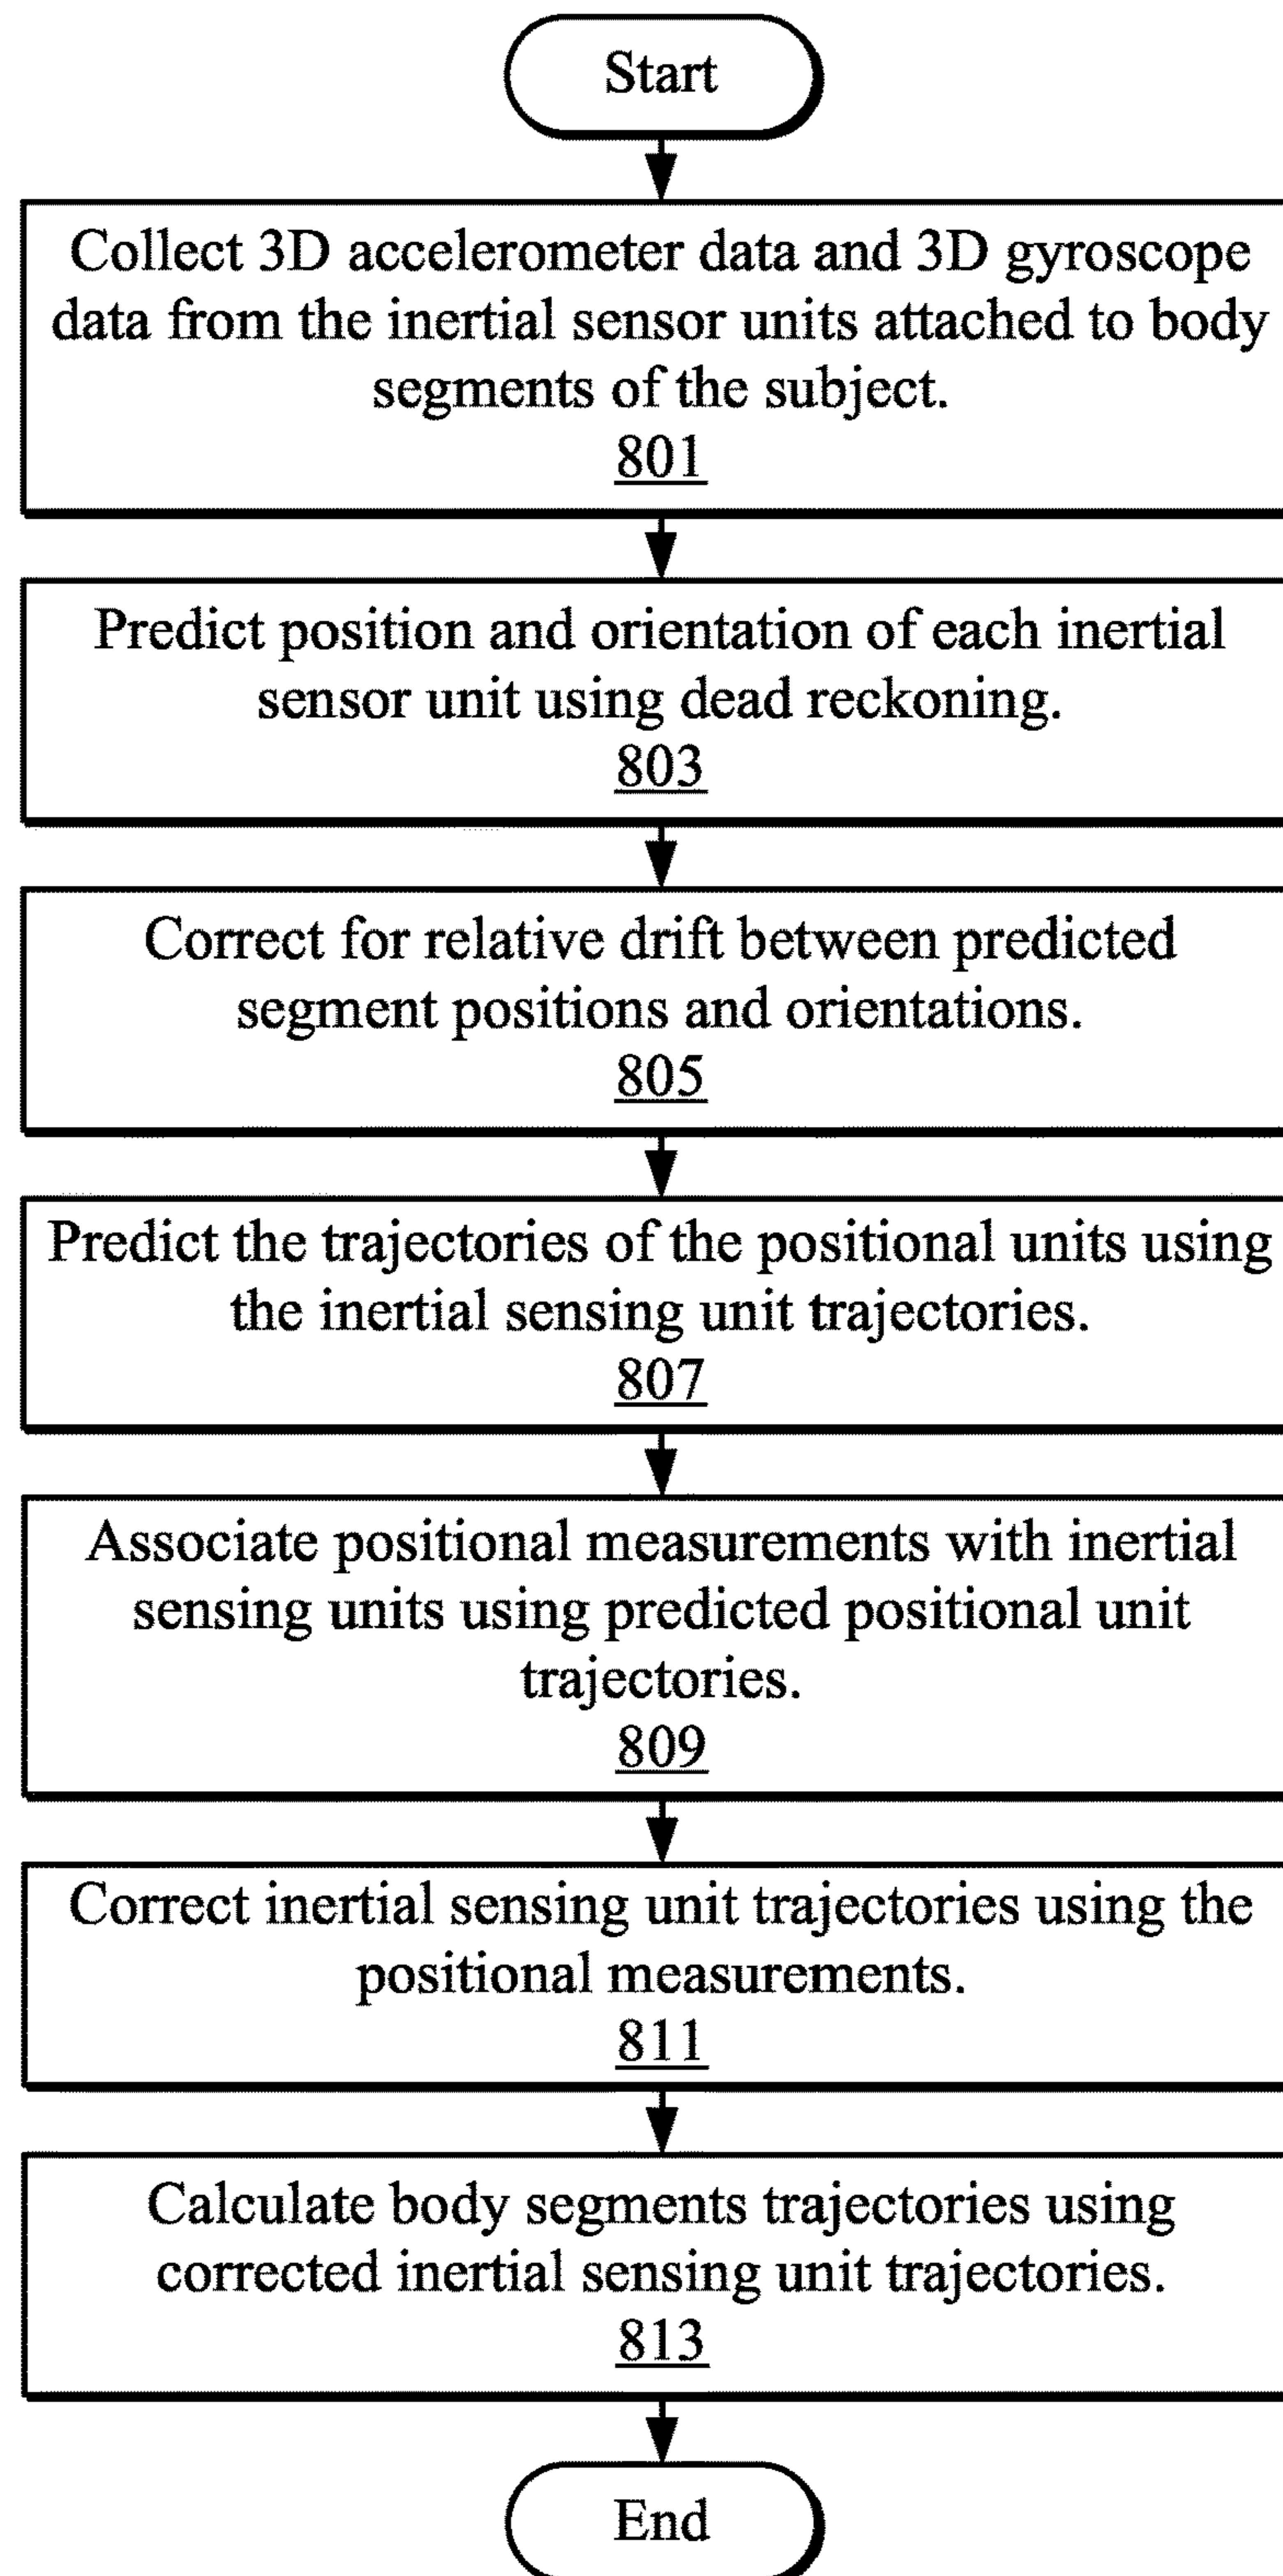 Start
Collect 3D accelerometer data and 3D gyroscope
data from the inertial sensor units attached to body
segments of the subject.
801
Predict position and orientation of each inertial
sensor unit using dead reckoning.
803
Correct for relative drift between predicted
segment positions and orientations.
805
Predict the trajectories of the positional units using
the inertial sensing unit trajectories.
807
Associate positional measurements with inertial
sensing units using predicted positional unit
trajectories.
809
Correct inertial sensing unit trajectories using the
positional measurements.
811
Calculate body segments trajectories using
corrected inertial sensing unit trajectories.
813
End